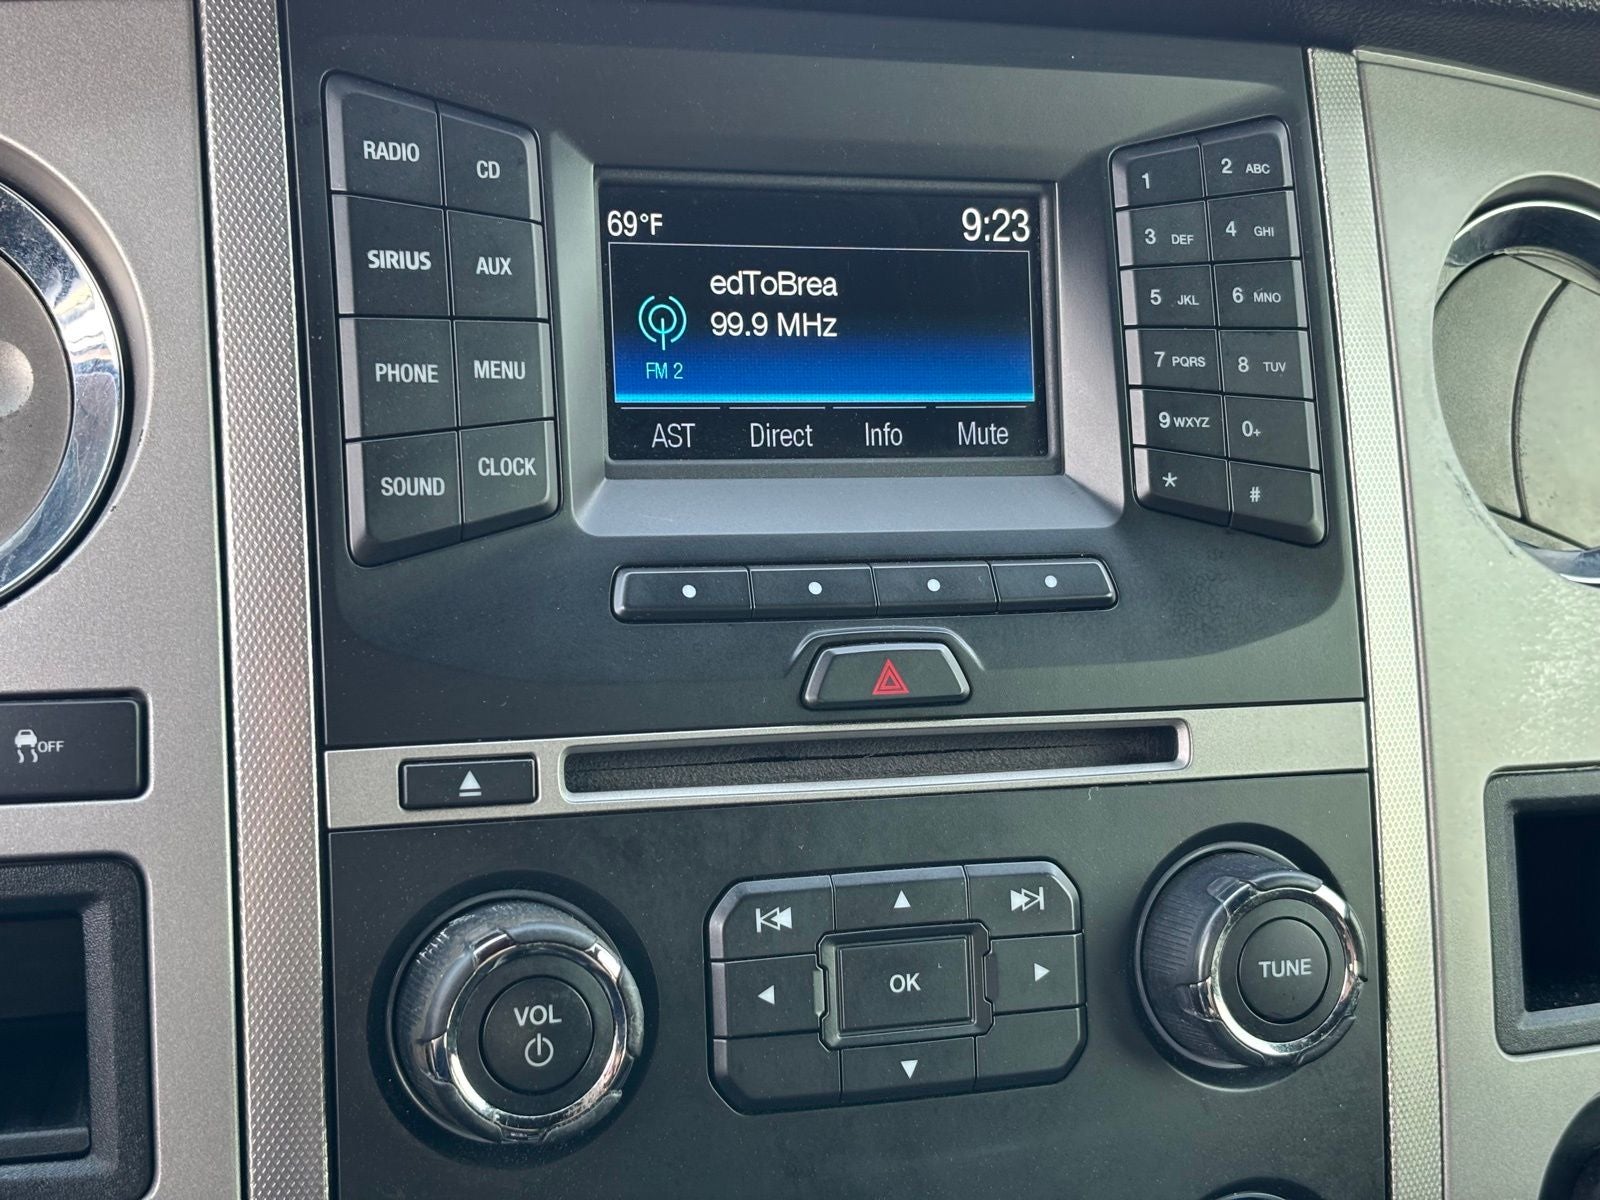 RADIO
CD
SIRIUS
AUX
PHONE
MENU
SOUND
CLOCK
69°F
9:23
edToBrea
99.9 MHz
FM 2
AST Direct Info Mute
1
2 ABC
3 DEF
4 GHI
5 JKL
6 MNO
7 PQRS
8 TUV
9 WXYZ
0+
*
#
OFF
VOL
OK
TUNE